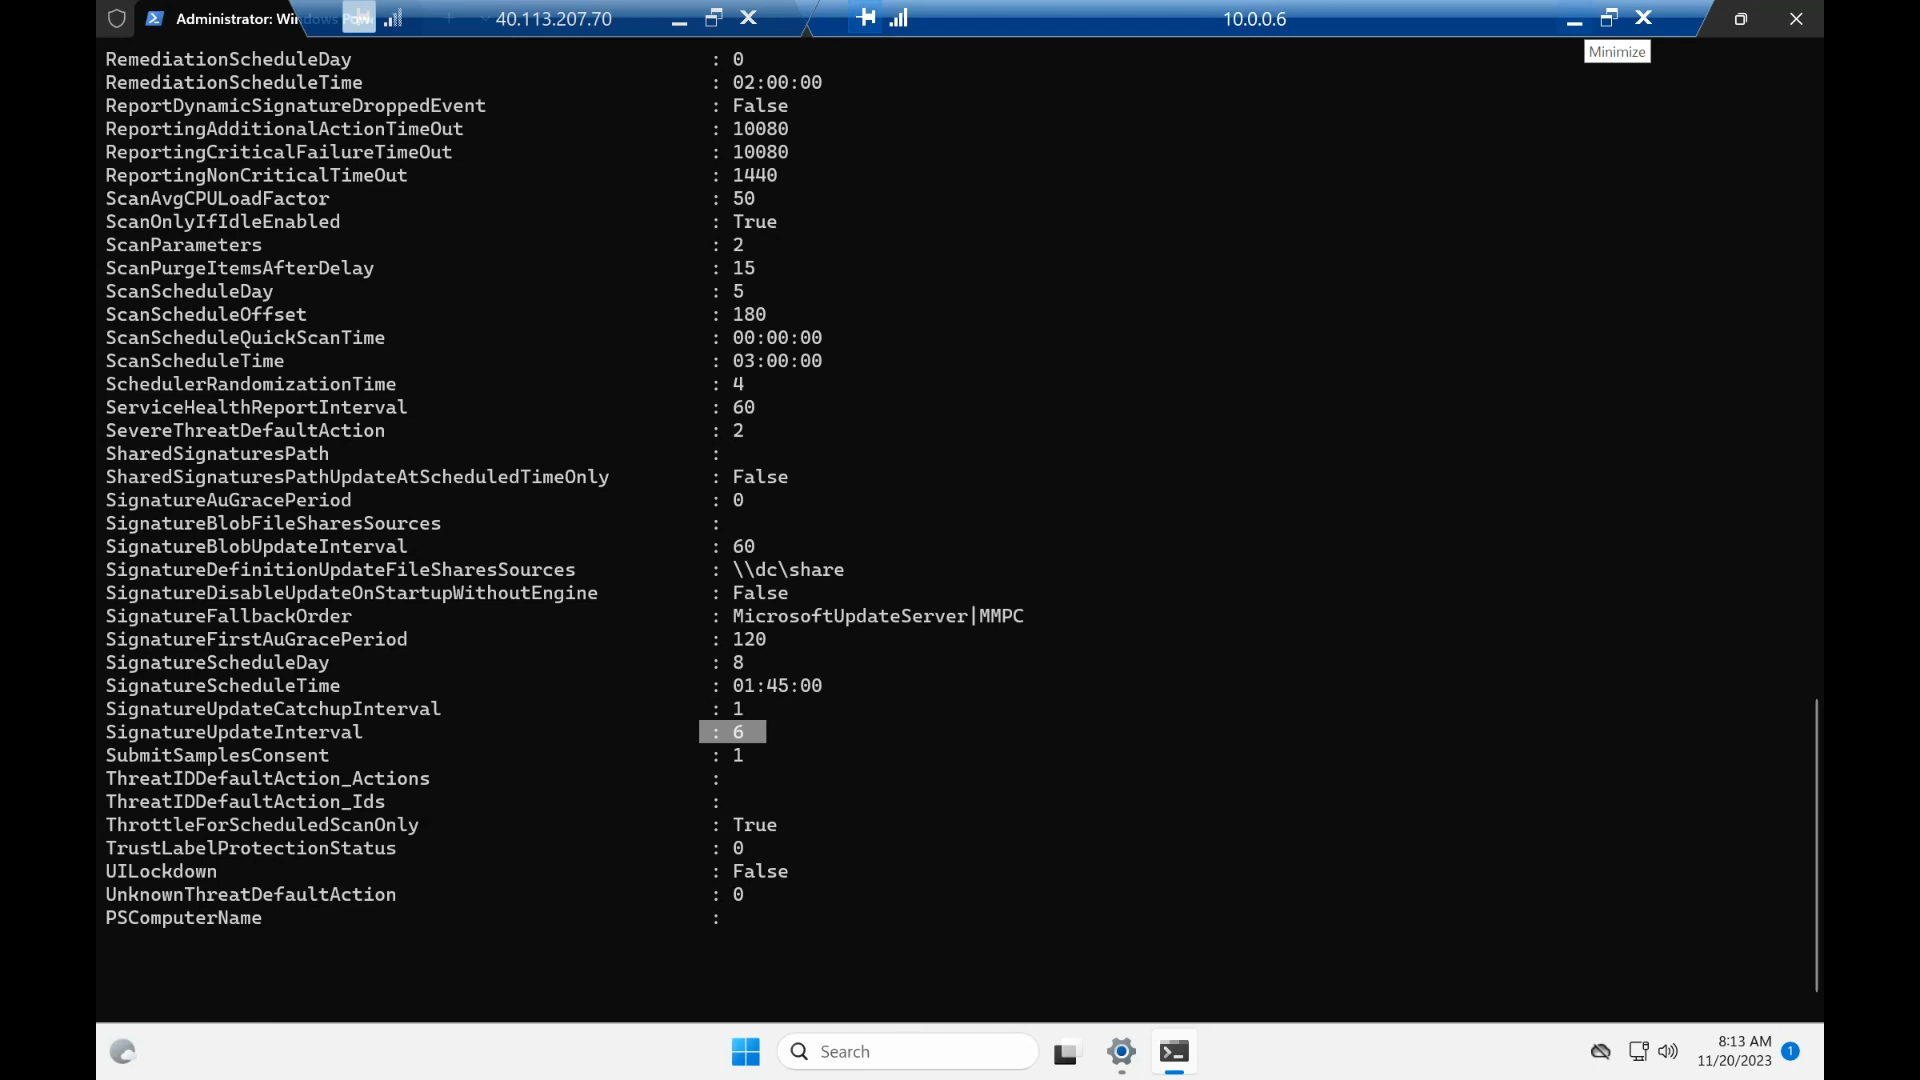 Administrator: Windows Pow
40.113.207.70
10.0.0.6
Minimize
RemediationScheduleDay : 0
RemediationScheduleTime : 02:00:00
ReportDynamicSignatureDroppedEvent : False
ReportingAdditionalActionTimeOut : 10080
ReportingCriticalFailureTimeOut : 10080
ReportingNonCriticalTimeOut : 1440
ScanAvgCPULoadFactor : 50
ScanOnlyIfIdleEnabled : True
ScanParameters : 2
ScanPurgeItemsAfterDelay : 15
ScanScheduleDay : 5
ScanScheduleOffset : 180
ScanScheduleQuickScanTime : 00:00:00
ScanScheduleTime : 03:00:00
SchedulerRandomizationTime : 4
ServiceHealthReportInterval : 60
SevereThreatDefaultAction : 2
SharedSignaturesPath :
SharedSignaturesPathUpdateAtScheduledTimeOnly : False
SignatureAuGracePeriod : 0
SignatureBlobFileSharesSources :
SignatureBlobUpdateInterval : 60
SignatureDefinitionUpdateFileSharesSources : \\dc\share
SignatureDisableUpdateOnStartupWithoutEngine : False
SignatureFallbackOrder : MicrosoftUpdateServer|MMPC
SignatureFirstAuGracePeriod : 120
SignatureScheduleDay : 8
SignatureScheduleTime : 01:45:00
SignatureUpdateCatchupInterval : 1
SignatureUpdateInterval : 6
SubmitSamplesConsent : 1
ThreatIDDefaultAction_Actions :
ThreatIDDefaultAction_Ids :
ThrottleForScheduledScanOnly : True
TrustLabelProtectionStatus : 0
UILockdown : False
UnknownThreatDefaultAction : 0
PSComputerName :
Search
8:13 AM
11/20/2023
1